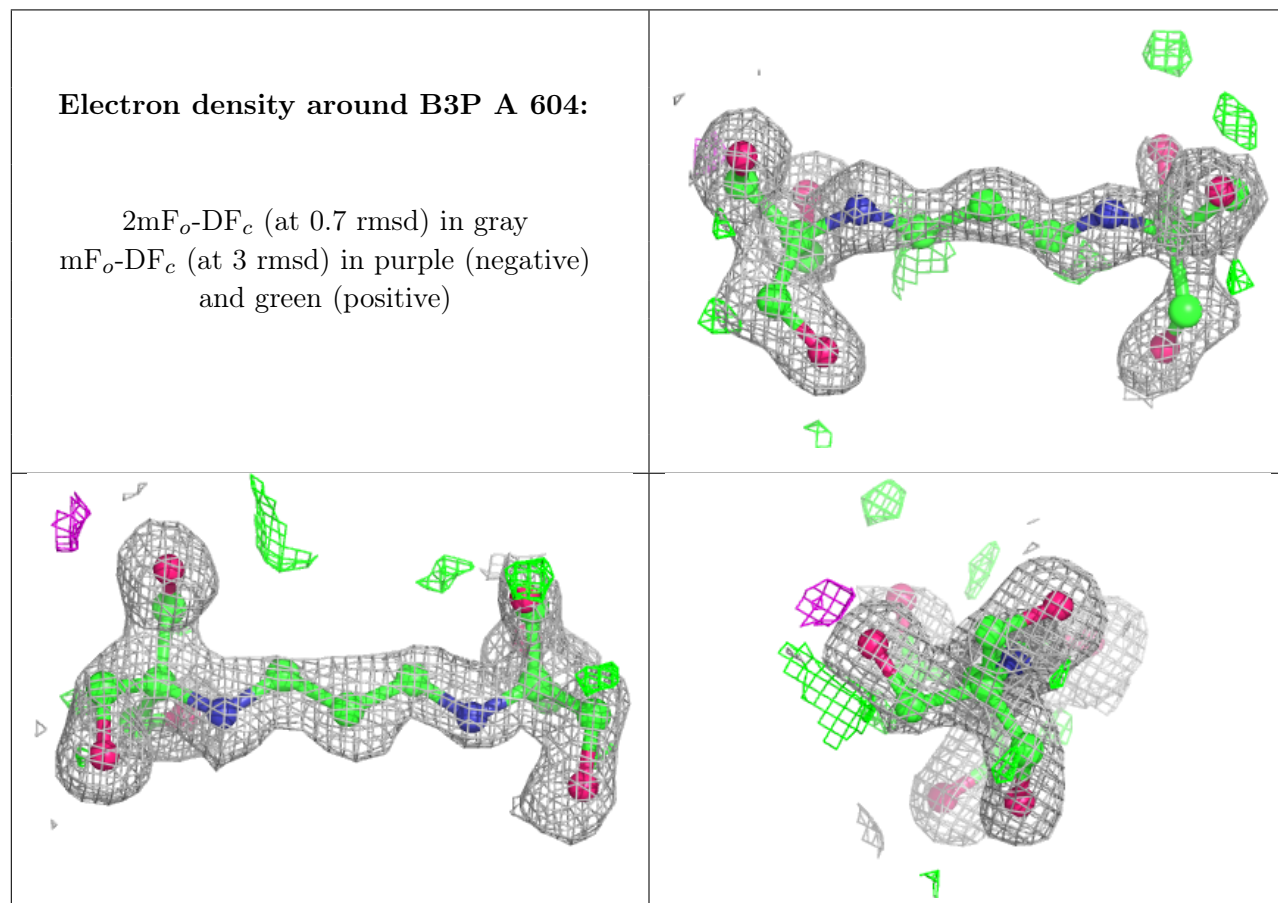 Electron density around B3P A 604:
2mFₒ-DF𝑐 (at 0.7 rmsd) in gray
mFₒ-DF𝑐 (at 3 rmsd) in purple (negative)
and green (positive)